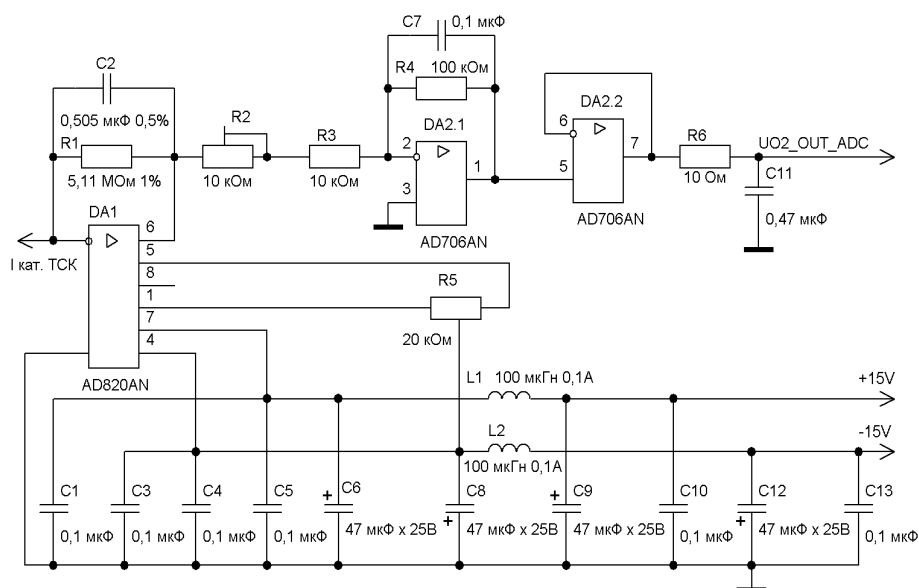 C7
0,1 мкФ
C2
R4
100 кОм
DA2.2
0,505 мкФ 0,5%
R2
R3
DA2.1
6
R1
2
7
R6
UO2_OUT_ADC
5,11 МОм 1%
10 кОм
10 кОм
1
5
10 Ом
C11
3
DA1
0,47 мкФ
AD706AN
AD706AN
6
5
I кат. ТСК
8
R5
1
7
20 кОм
4
AD820AN
L1
100 мкГн 0,1А
+15V
L2
-15V
100 мкГн 0,1А
C1
C3
C4
C5
+
C6
C8
+
C9
C10
C12
C13
+
+
0,1 мкФ
0,1 мкФ
0,1 мкФ
0,1 мкФ
47 мкФ x 25В
47 мкФ x 25В
47 мкФ x 25В
0,1 мкФ
47 мкФ x 25В
0,1 мкФ